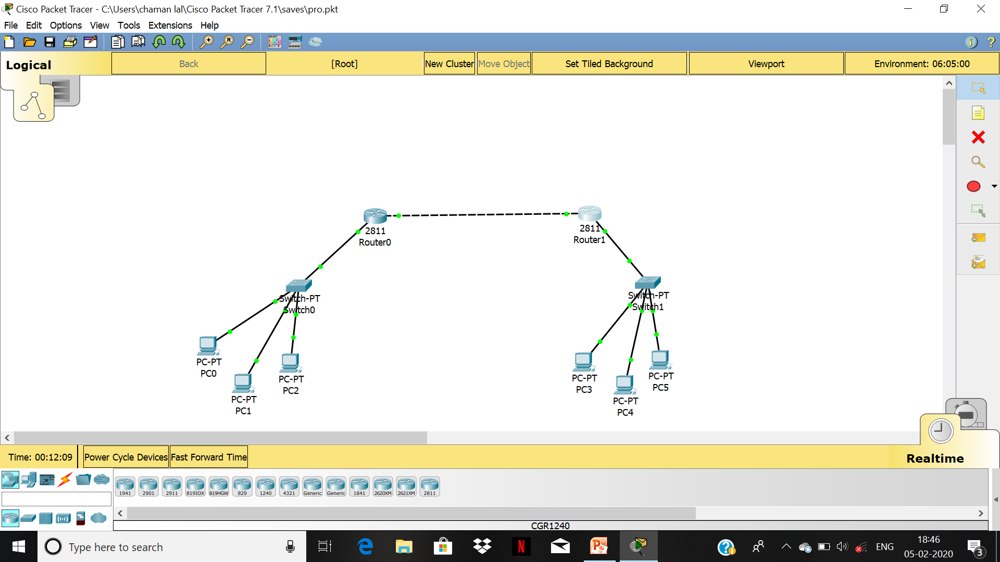 Cisco Packet Tracer - C:\Users\chaman lal\Cisco Packet Tracer 7.1\saves\pro.pkt
File Edit Options View Tools Extensions Help
Logical
Back
[Root]
New Cluster
Move Object
Set Tiled Background
Viewport
Environment: 06:05:00
2811
Router0
2811
Router1
Switch-PT
Switch0
Switch-PT
Switch1
PC-PT
PC0
PC-PT
PC1
PC-PT
PC2
PC-PT
PC3
PC-PT
PC4
PC-PT
PC5
Time: 00:12:09
Power Cycle Devices
Fast Forward Time
Realtime
1941 2901 2911 819IOX 819HGW 829 1240 4321 Generic Generic 1841 2620XM 2621XM 2811
CGR1240
Type here to search
ENG
18:46
05-02-2020
3